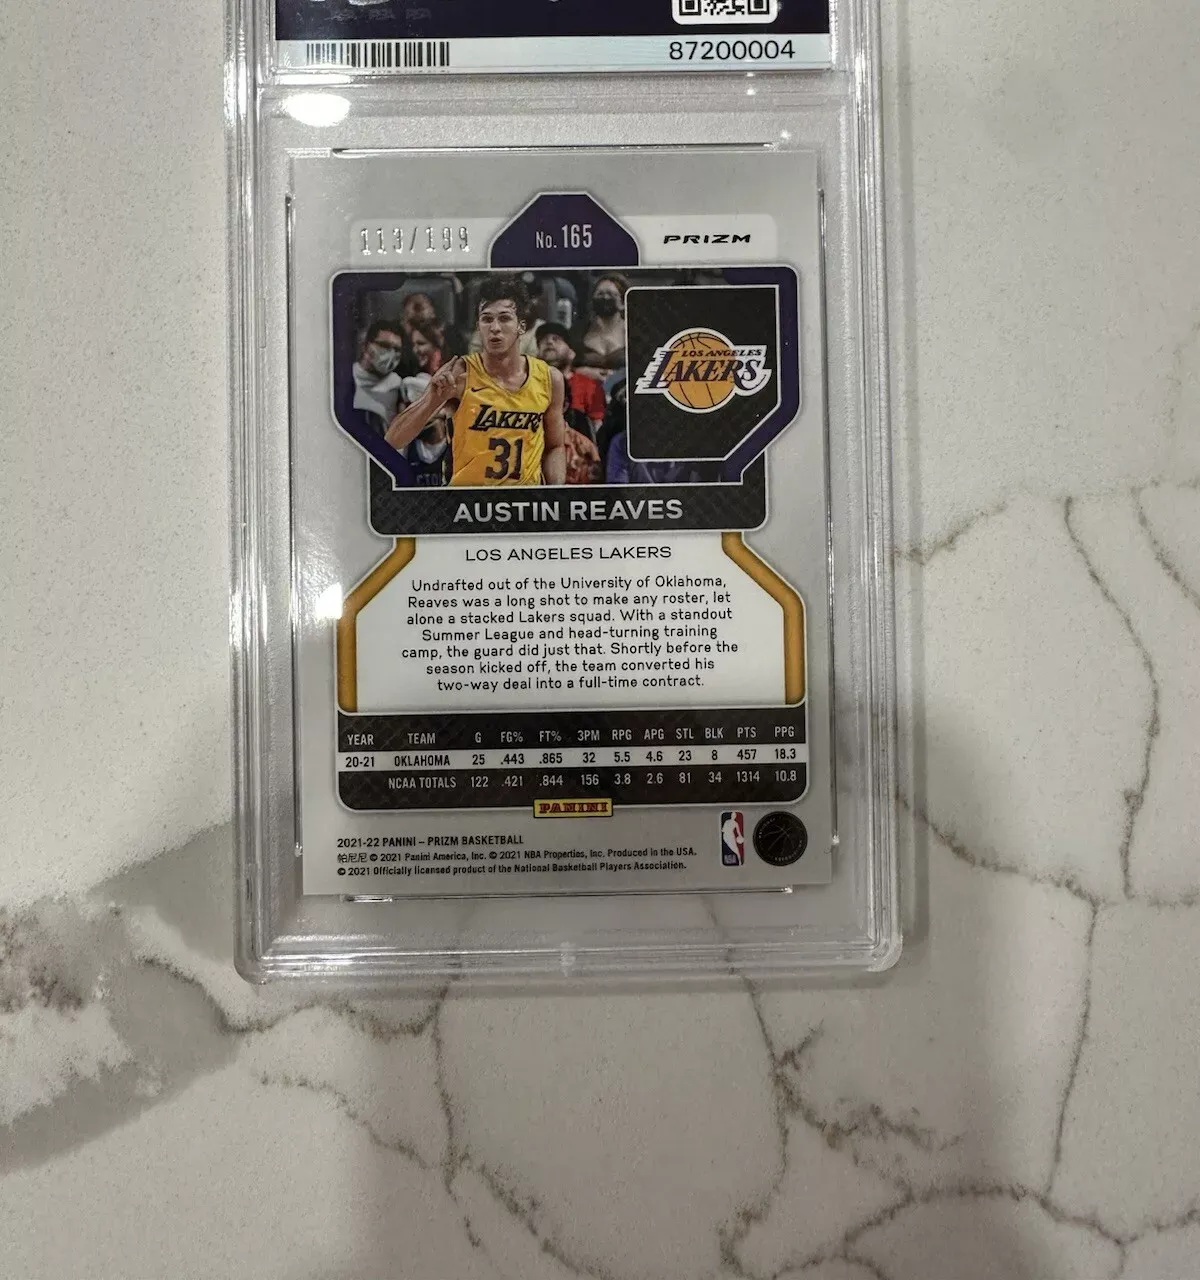 87200004
113/199
No. 165
PRIZM
LOS ANGELES
LAKERS
LAKERS
31
AUSTIN REAVES
LOS ANGELES LAKERS
Undrafted out of the University of Oklahoma,
Reaves was a long shot to make any roster, let
alone a stacked Lakers squad. With a standout
Summer League and head-turning training
camp, the guard did just that. Shortly before the
season kicked off, the team converted his
two-way deal into a full-time contract.
YEAR TEAM G FG% FT% 3PM RPG APG STL BLK PTS PPG
20-21 OKLAHOMA 25 .443 .865 32 5.5 4.6 23 8 457 18.3
NCAA TOTALS 122 .421 .844 156 3.8 2.6 81 34 1314 10.8
PANINI
2021-22 PANINI – PRIZM BASKETBALL
帕尼尼 © 2021 Panini America, Inc. © 2021 NBA Properties, Inc. Produced in the USA.
© 2021 Officially licensed product of the National Basketball Players Association.
NBA